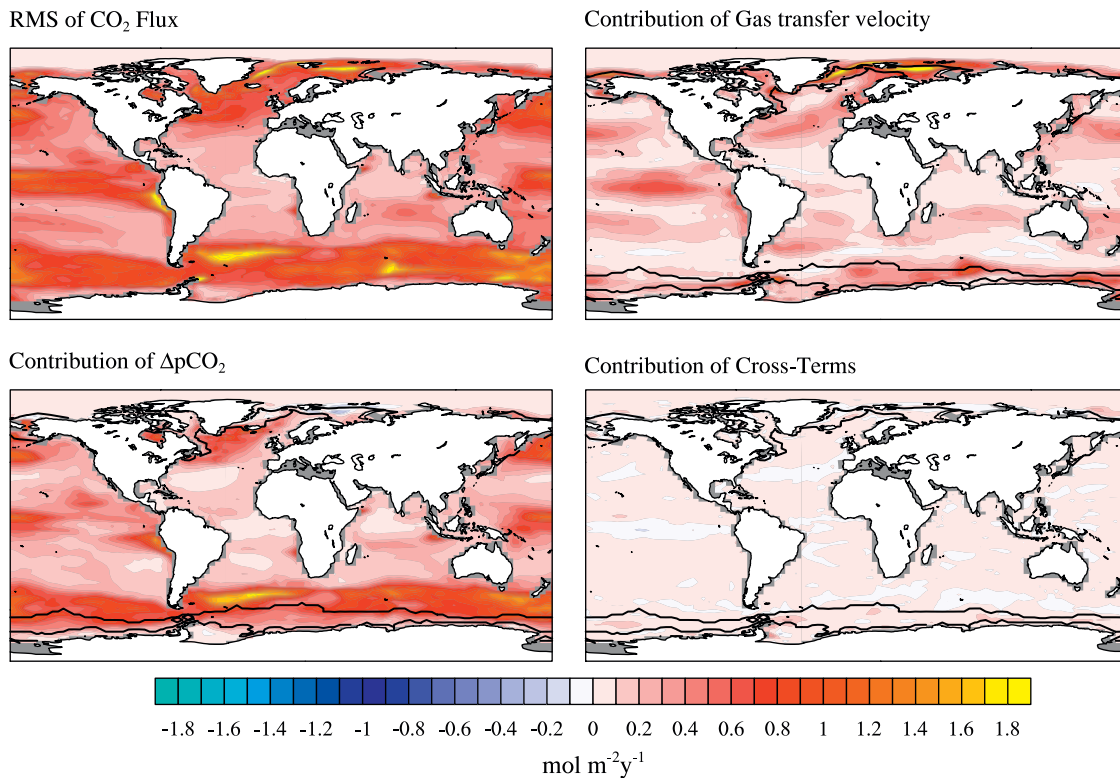 RMS of CO₂ Flux
Contribution of Gas transfer velocity
Contribution of ΔpCO₂
Contribution of Cross-Terms
-1.8 -1.6 -1.4 -1.2 -1 -0.8 -0.6 -0.4 -0.2 0 0.2 0.4 0.6 0.8 1 1.2 1.4 1.6 1.8
mol m⁻²y⁻¹